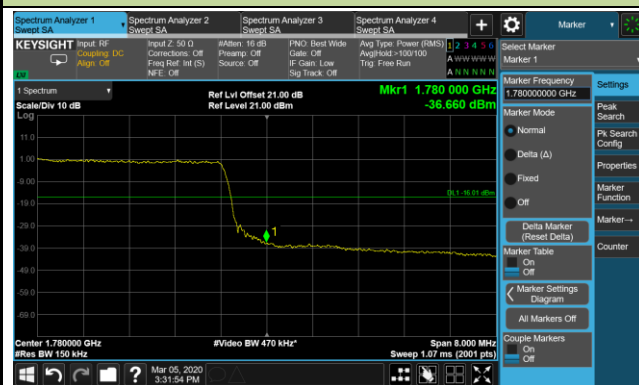 Spectrum Analyzer 1
Swept SA
Spectrum Analyzer 2
Swept SA
Spectrum Analyzer 3
Swept SA
Spectrum Analyzer 4
Swept SA
+
Marker
KEYSIGHT
Input: RF
Coupling: DC
Align: Off
Input Z: 50 Ω
Corrections: Off
Freq Ref: Int (S)
NFE: Off
#Atten: 16 dB
Preamp: Off
Source: Off
PNO: Best Wide
Gate: Off
IF Gain: Low
Sig Track: Off
Avg Type: Power (RMS)
Avg|Hold:>100/100
Trig: Free Run
1 2 3 4 5 6
A W W W W W
A N N N N N
LXI
Select Marker
Marker 1
1 Spectrum
Scale/Div 10 dB
Ref Lvl Offset 21.00 dB
Ref Level 21.00 dBm
Mkr1 1.780 000 GHz
-36.660 dBm
Log
11.0
1.00
-9.00
-19.0
-29.0
-39.0
-49.0
-59.0
-69.0
DL1 -16.01 dBm
1
Center 1.780000 GHz
#Res BW 150 kHz
#Video BW 470 kHz*
Span 8.000 MHz
Sweep 1.07 ms (2001 pts)
Marker Frequency
1.780000000 GHz
Marker Mode
Normal
Delta (Δ)
Fixed
Off
Delta Marker
(Reset Delta)
Marker Table
On
Off
Marker Settings
Diagram
All Markers Off
Couple Markers
On
Off
Settings
Peak
Search
Pk Search
Config
Properties
Marker
Function
Marker→
Counter
?
Mar 05, 2020
3:31:54 PM